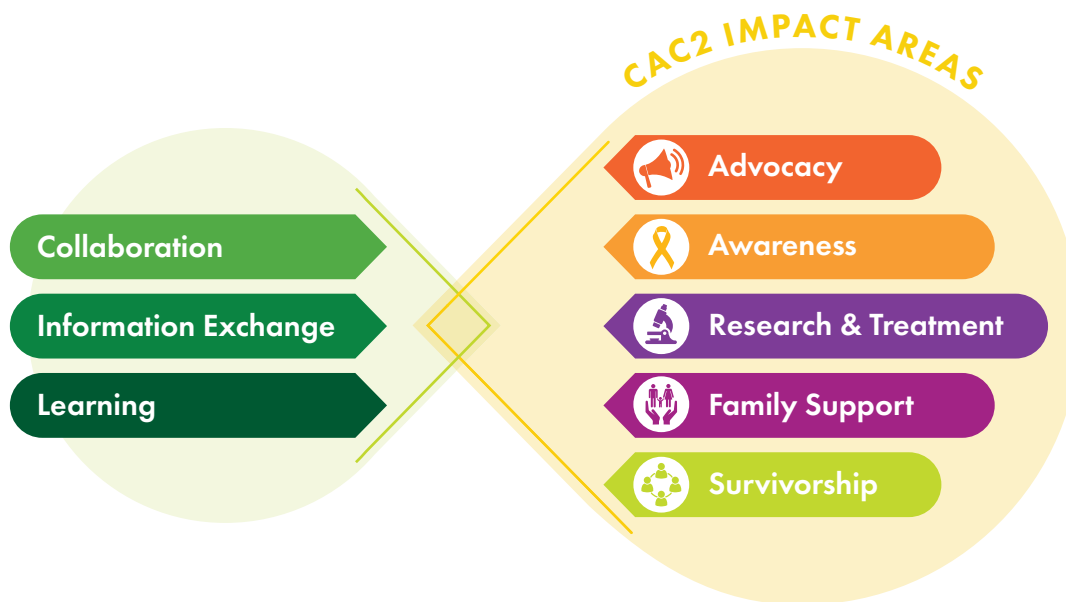 CAC2 IMPACT AREAS
Collaboration
Information Exchange
Learning
Advocacy
Awareness
Research & Treatment
Family Support
Survivorship